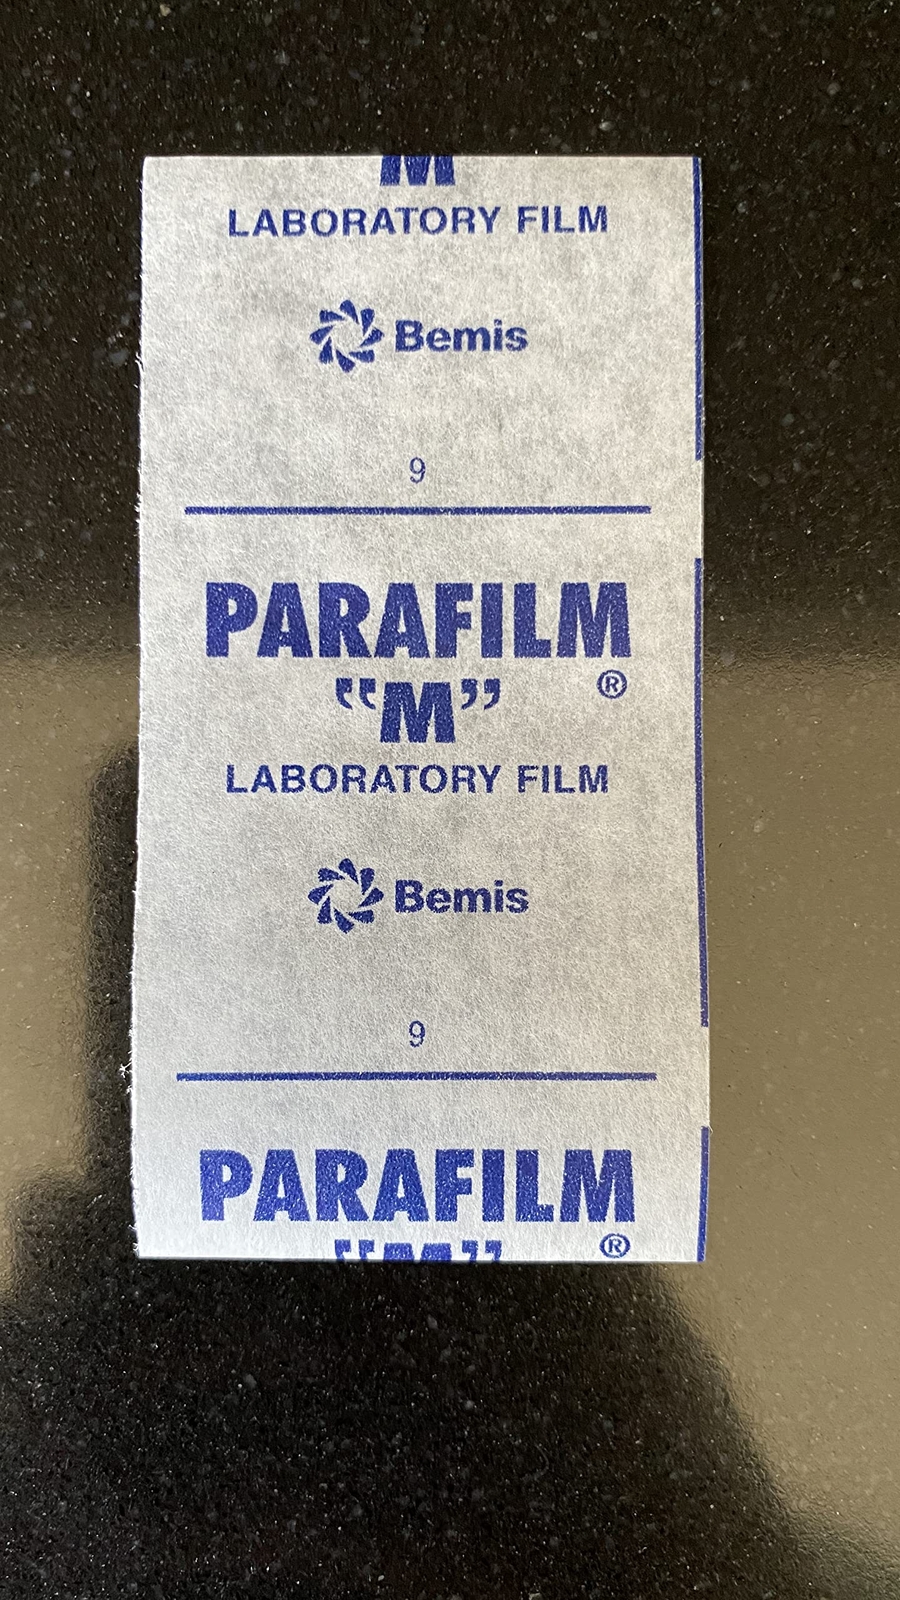 M
LABORATORY FILM
Bemis
9
PARAFILM
“M” ®
LABORATORY FILM
Bemis
9
PARAFILM
“M” ®